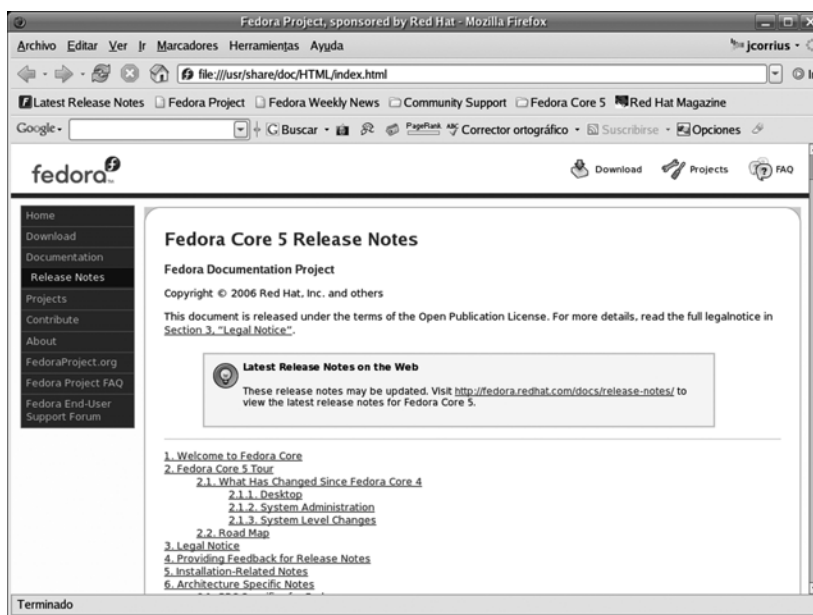 Fedora Project, sponsored by Red Hat - Mozilla Firefox
Archivo Editar Ver Ir Marcadores Herramientas Ayuda
jcorrius
file:///usr/share/doc/HTML/index.html
Latest Release Notes Fedora Project Fedora Weekly News Community Support Fedora Core 5 Red Hat Magazine
Google Buscar PageRank ABC Corrector ortográfico Suscribirse Opciones
fedora
Download Projects FAQ
Home
Download
Documentation
Release Notes
Projects
Contribute
About
FedoraProject.org
Fedora Project FAQ
Fedora End-User
Support Forum
Fedora Core 5 Release Notes
Fedora Documentation Project
Copyright © 2006 Red Hat, Inc. and others
This document is released under the terms of the Open Publication License. For more details, read the full legalnotice in
Section 3, “Legal Notice”.
Latest Release Notes on the Web
These release notes may be updated. Visit http://fedora.redhat.com/docs/release-notes/ to
view the latest release notes for Fedora Core 5.
1. Welcome to Fedora Core
2. Fedora Core 5 Tour
2.1. What Has Changed Since Fedora Core 4
2.1.1. Desktop
2.1.2. System Administration
2.1.3. System Level Changes
2.2. Road Map
3. Legal Notice
4. Providing Feedback for Release Notes
5. Installation-Related Notes
6. Architecture Specific Notes
Terminado